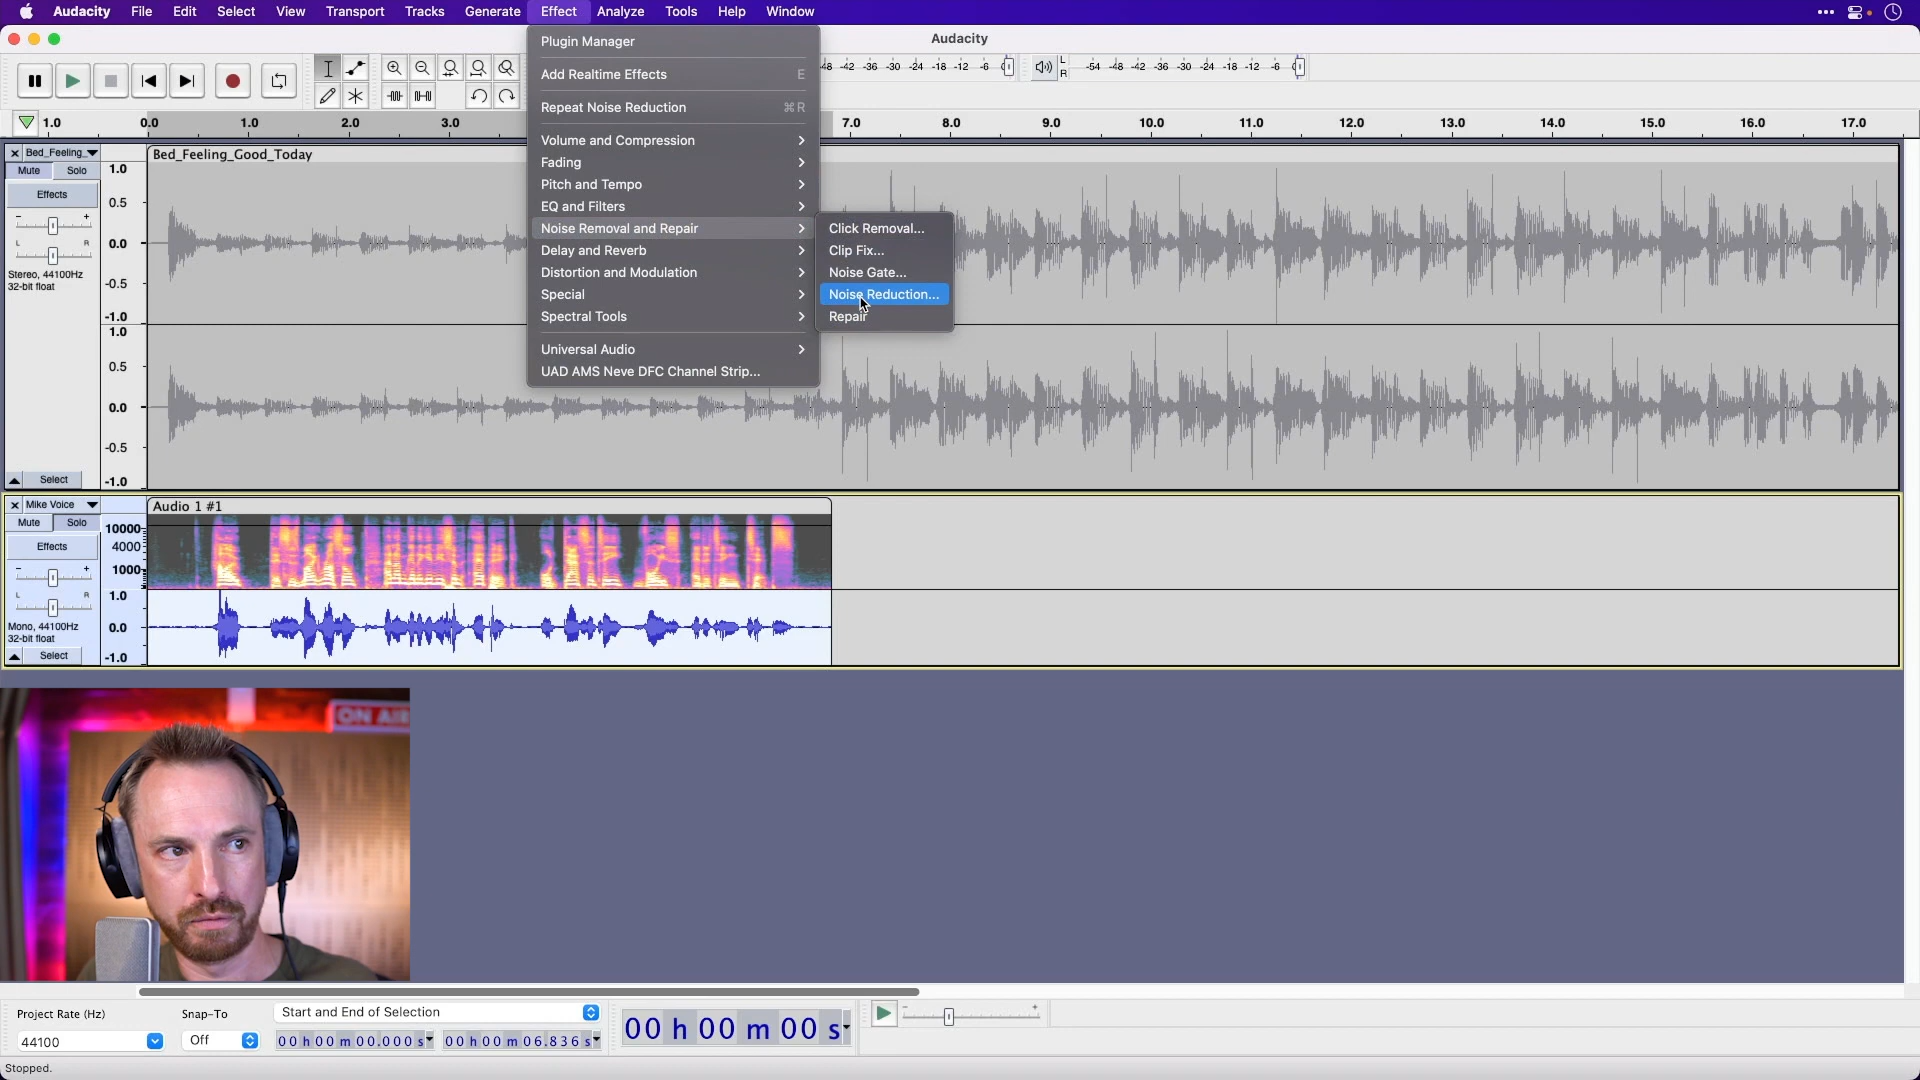 Audacity File Edit Select View Transport Tracks Generate Effect Analyze Tools Help Window
Audacity
Plugin Manager
Add Realtime Effects E
Repeat Noise Reduction ⌘R
Volume and Compression
Fading
Pitch and Tempo
EQ and Filters
Noise Removal and Repair
Delay and Reverb
Distortion and Modulation
Special
Spectral Tools
Universal Audio
UAD AMS Neve DFC Channel Strip...
Click Removal...
Clip Fix...
Noise Gate...
Noise Reduction...
Repair
-48 -42 -36 -30 -24 -18 -12 -6 0
L
R
-54 -48 -42 -36 -30 -24 -18 -12 -6 0
1.0 0.0 1.0 2.0 3.0 7.0 8.0 9.0 10.0 11.0 12.0 13.0 14.0 15.0 16.0 17.0
Bed_Feeling_
Mute Solo
Effects
- +
L R
Stereo, 44100Hz
32-bit float
Select
Bed_Feeling_Good_Today
1.0
0.5
0.0
-0.5
-1.0
1.0
0.5
0.0
-0.5
-1.0
Mike Voice
Mute Solo
Effects
- +
L R
Mono, 44100Hz
32-bit float
Select
Audio 1 #1
10000
4000
1000
1.0
0.0
-1.0
ON AIR
Project Rate (Hz)
44100
Snap-To
Off
Start and End of Selection
00 h 00 m 00.000 s
00 h 00 m 06.836 s
00 h 00 m 00 s
- +
Stopped.